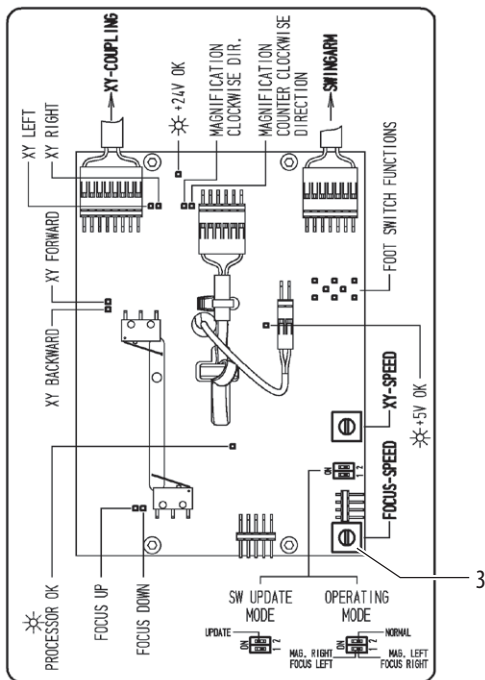 XY LEFT
XY RIGHT
XY-COUPLING
+24V OK
MAGNIFICATION
CLOCKWISE DIR.
MAGNIFICATION
COUNTER CLOCKWISE
DIRECTION
SWINGARM
XY FORWARD
XY BACKWARD
FOOT SWITCH FUNCTIONS
+5V OK
XY-SPEED
ON
1 2
FOCUS-SPEED
3
PROCESSOR OK
FOCUS UP
FOCUS DOWN
SW UPDATE
MODE
OPERATING
MODE
UPDATE
ON
1 2
NORMAL
ON
1 2
MAG. RIGHT
FOCUS LEFT
MAG. LEFT
FOCUS RIGHT